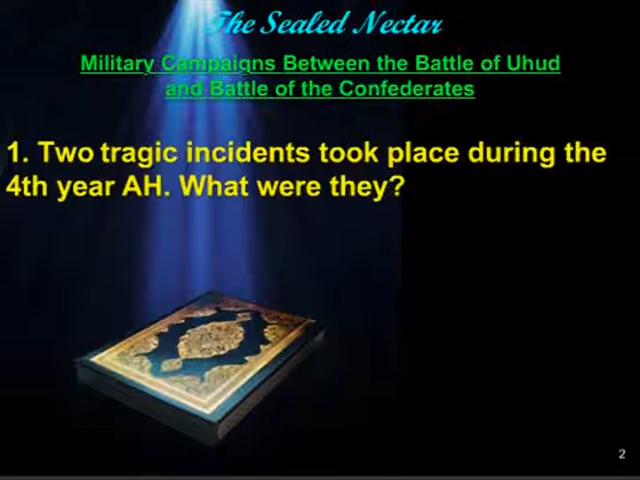 The Sealed Nectar
Military Campaigns Between the Battle of Uhud
and Battle of the Confederates
1. Two tragic incidents took place during the
4th year AH. What were they?
2